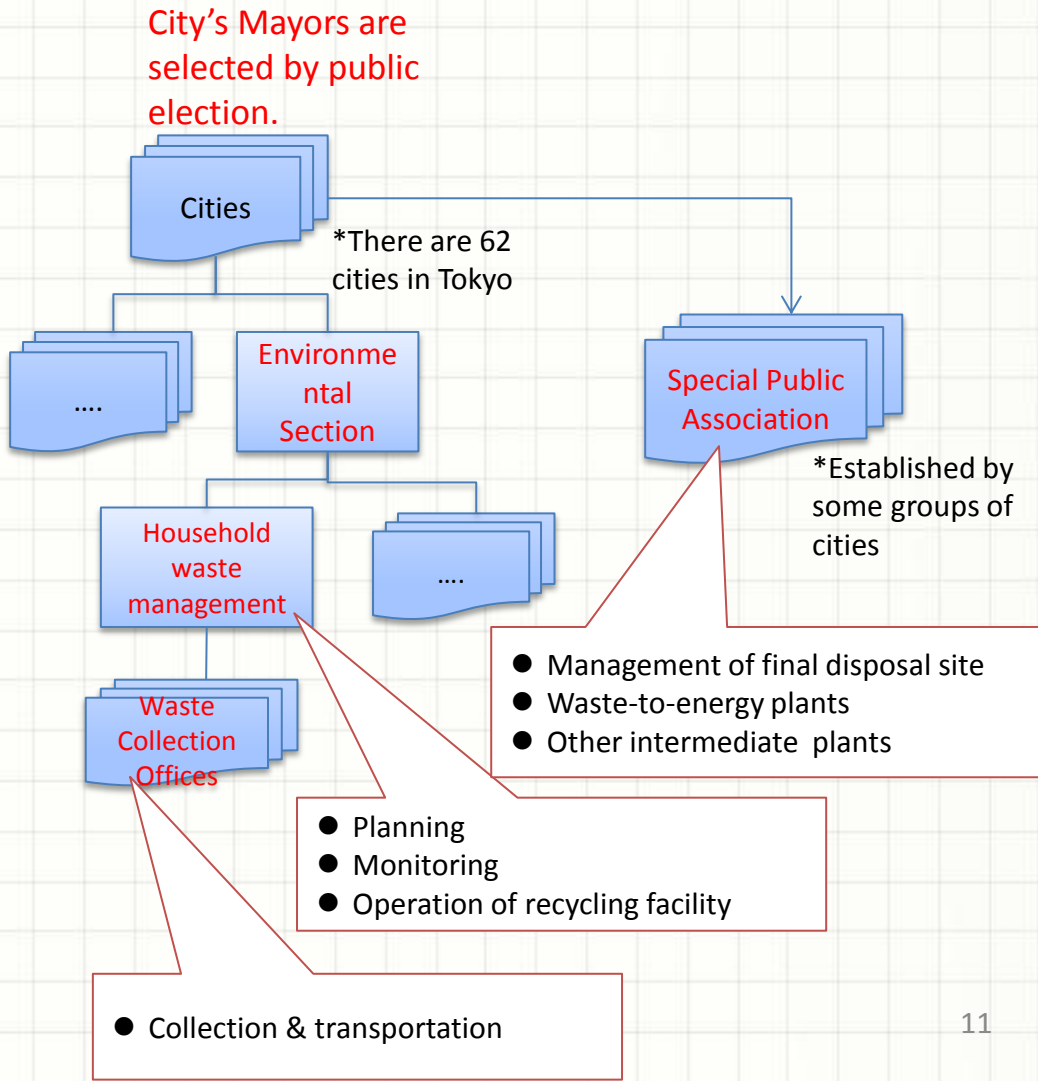 City's Mayors are
selected by public
election.
Cities
*There are 62
cities in Tokyo
....
Environme
ntal
Section
Special Public
Association
*Established by
some groups of
cities
Household
waste
management
....
Waste
Collection
Offices
● Management of final disposal site
● Waste-to-energy plants
● Other intermediate plants
● Planning
● Monitoring
● Operation of recycling facility
● Collection & transportation
11